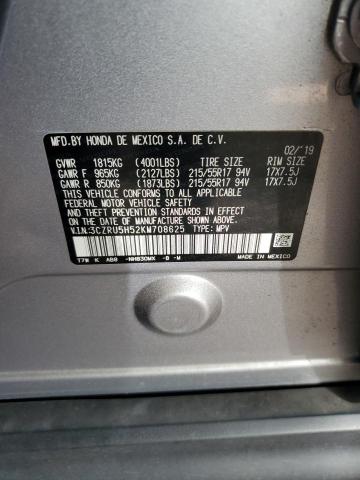 MFD.BY HONDA DE MEXICO S.A. DE C.V. 02/19
GVWR 1815KG (4001LBS) TIRE SIZE RIM SIZE
GAWR F 965KG (2127LBS) 215/55R17 94V 17X7.5J
GAWR R 850KG (1873LBS) 215/55R17 94V 17X7.5J
THIS VEHICLE CONFORMS TO ALL APPLICABLE
FEDERAL MOTOR VEHICLE SAFETY AND
THEFT PREVENTION STANDARDS IN EFFECT ON THE
DATE OF MANUFACTURE SHOWN ABOVE.
V.I.N:3CZRU5H52KM708625 TYPE: MPV
T7W K AB0 -NH830MX -B -M
MADE IN MEXICO